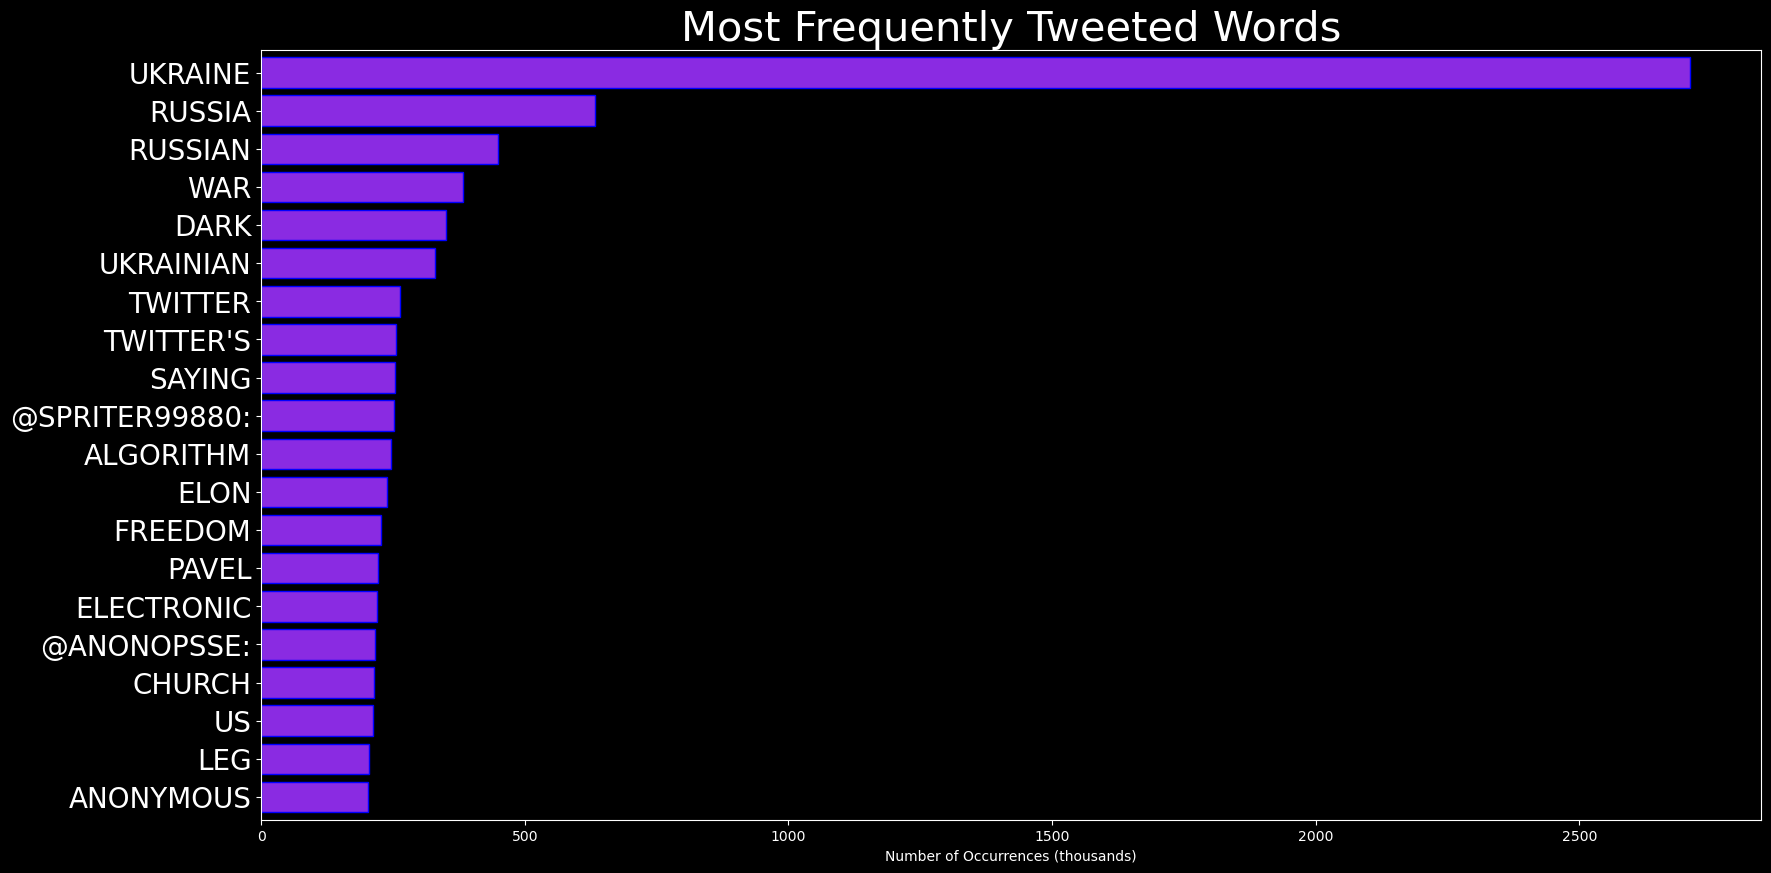 Most Frequently Tweeted Words
UKRAINE
RUSSIA
RUSSIAN
WAR
DARK
UKRAINIAN
TWITTER
TWITTER'S
SAYING
@SPRITER99880:
ALGORITHM
ELON
FREEDOM
PAVEL
ELECTRONIC
@ANONOPSSE:
CHURCH
US
LEG
ANONYMOUS
0 500 1000 1500 2000 2500
Number of Occurrences (thousands)